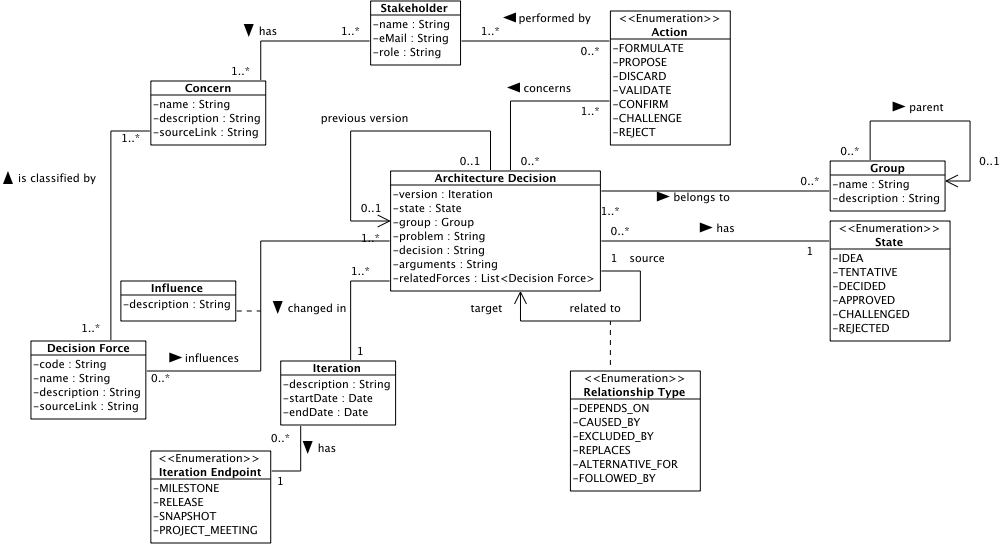 Stakeholder
-name : String
-eMail : String
-role : String
has
1..*
1..*
performed by
1..*
0..*
<<Enumeration>>
Action
-FORMULATE
-PROPOSE
-DISCARD
-VALIDATE
-CONFIRM
-CHALLENGE
-REJECT
Concern
-name : String
-description : String
-sourceLink : String
1..*
concerns
1..*
0..*
previous version
0..1
0..1
parent
0..*
0..1
Group
-name : String
-description : String
is classified by
1..*
Architecture Decision
-version : Iteration
-state : State
-group : Group
-problem : String
-decision : String
-arguments : String
-relatedForces : List<Decision Force>
0..*
belongs to
1..*
0..*
has
1
<<Enumeration>>
State
-IDEA
-TENTATIVE
-DECIDED
-APPROVED
-CHALLENGED
-REJECTED
1..*
1..*
1
source
target
related to
Influence
-description : String
changed in
1
Decision Force
-code : String
-name : String
-description : String
-sourceLink : String
influences
0..*
Iteration
-description : String
-startDate : Date
-endDate : Date
0..*
has
1
<<Enumeration>>
Iteration Endpoint
-MILESTONE
-RELEASE
-SNAPSHOT
-PROJECT_MEETING
<<Enumeration>>
Relationship Type
-DEPENDS_ON
-CAUSED_BY
-EXCLUDED_BY
-REPLACES
-ALTERNATIVE_FOR
-FOLLOWED_BY